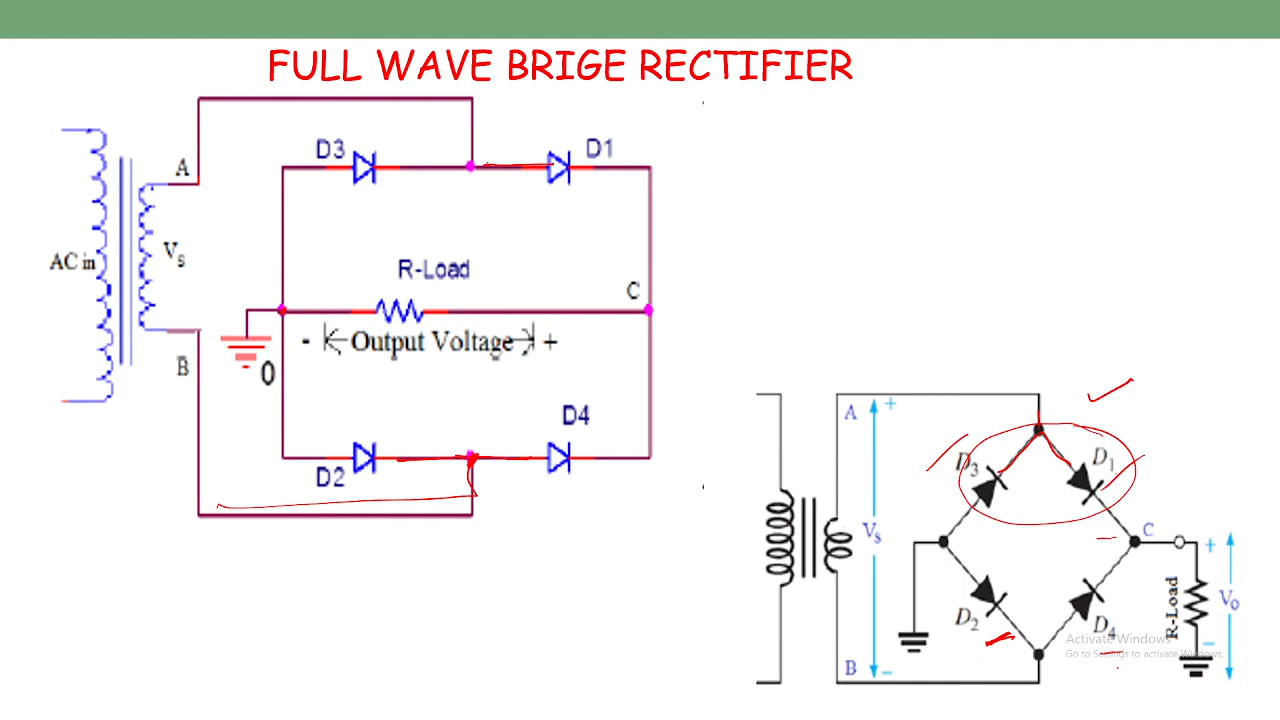 FULL WAVE BRIGE RECTIFIER
D3
D1
A
AC in
Vs
R-Load
C
- Output Voltage +
B
0
D4
D2
A
+
D3
D1
Vs
C
+
R-Load
Vo
D2
D4
-
B
-
Activate Windows
Go to Settings to activate Windows.